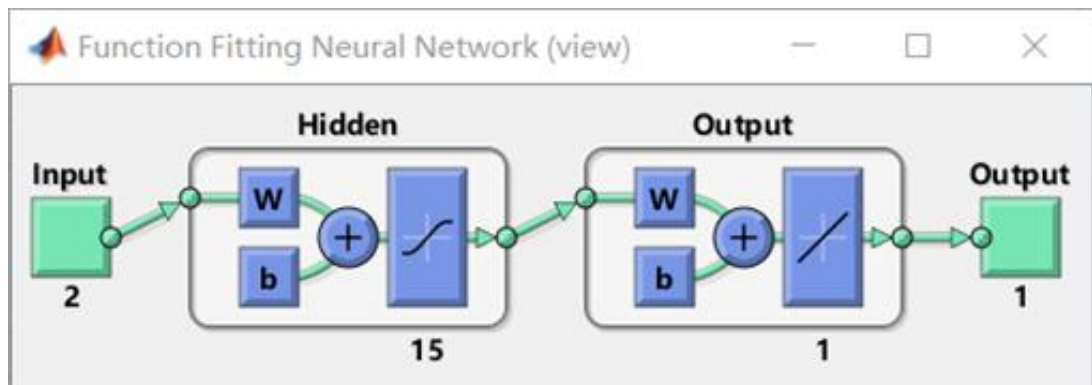 Function Fitting Neural Network (view)
Hidden
Output
Input
Output
W
W
b
b
2
1
15
1